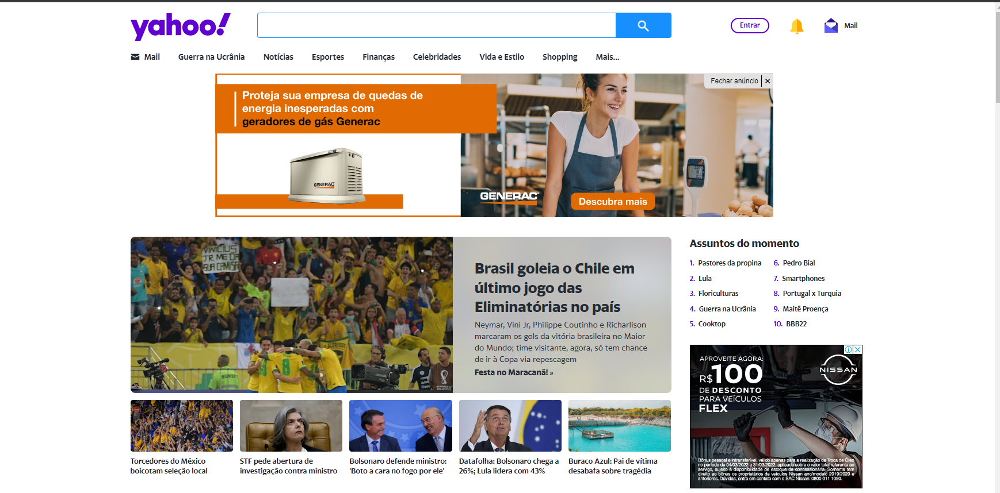 yahoo!
Entrar
Mail
Mail
Guerra na Ucrânia
Notícias
Esportes
Finanças
Celebridades
Vida e Estilo
Shopping
Mais...
Fechar anúncio
Proteja sua empresa de quedas de
energia inesperadas com
geradores de gás Generac
GENERAC
GENERAC
Descubra mais
VINICIUS
JR ME DA
SUA CAMISA
SUNSET
Brasil goleia o Chile em
último jogo das
Eliminatórias no país
Neymar, Vini Jr, Philippe Coutinho e Richarlison
marcaram os gols da vitória brasileira no Maior
do Mundo; time visitante, agora, só tem chance
de ir à Copa via repescagem
Festa no Maracanã! »
Torcedores do México
boicotam seleção local
STF pede abertura de
investigação contra ministro
Bolsonaro defende ministro:
'Boto a cara no fogo por ele'
Datafolha: Bolsonaro chega a
26%; Lula lidera com 43%
Buraco Azul: Pai de vítima
desabafa sobre tragédia
Assuntos do momento
1. Pastores da propina
2. Lula
3. Floriculturas
4. Guerra na Ucrânia
5. Cooktop
6. Pedro Bial
7. Smartphones
8. Portugal x Turquia
9. Maitê Proença
10. BBB22
APROVEITE AGORA:
R$100
DE DESCONTO
PARA VEÍCULOS
FLEX
NISSAN
Bônus pessoal e intransferível, válido apenas para a realização da Troca de Óleo
no período de 04/03/2022 a 31/03/2022, aplicado sobre o valor total referente ao
serviço, sujeito à disponibilidade de estoque da concessionária. Somente tem
direito ao bônus os proprietários de veículos Nissan ano/modelo 2019/2020 e
anteriores. Dúvidas, entre em contato com o SAC Nissan: 0800 011 1090.